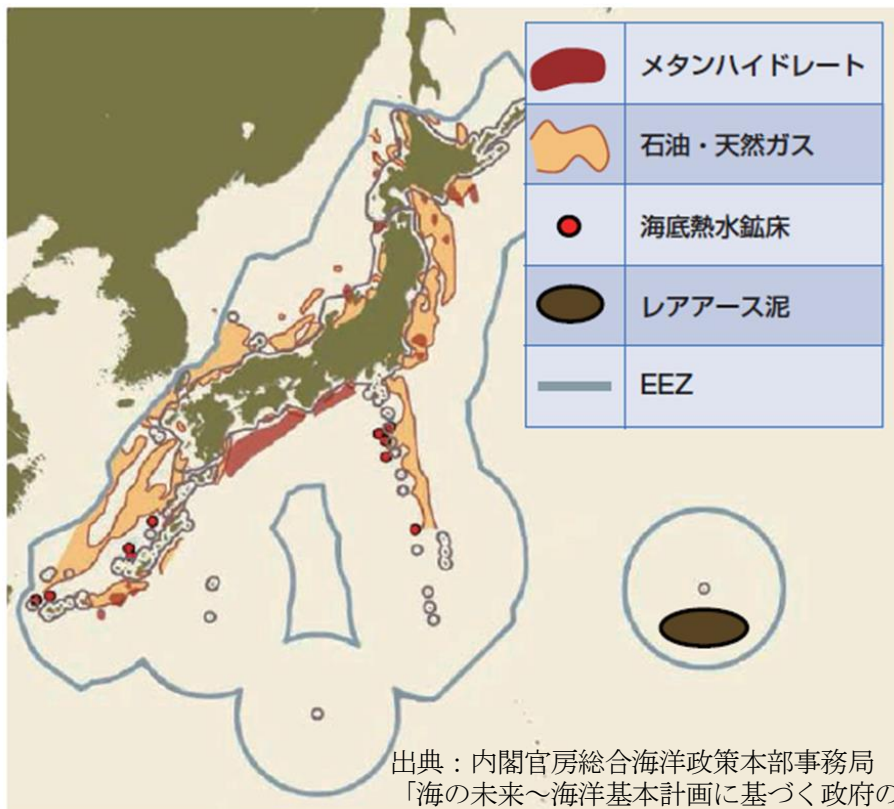 メタンハイドレート
石油・天然ガス
海底熱水鉱床
レアアース泥
EEZ
出典：内閣官房総合海洋政策本部事務局
「海の未来～海洋基本計画に基づく政府の